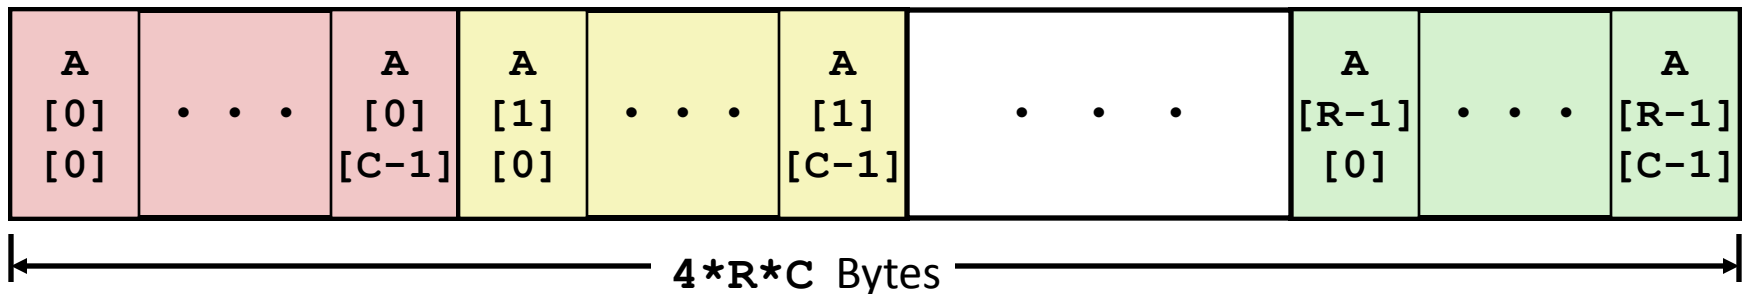 A A A A A A
[0] · · · [0] [1] · · · [1] · · · [R-1] · · · [R-1]
[0] [C-1] [0] [C-1] [0] [C-1]
4*R*C Bytes